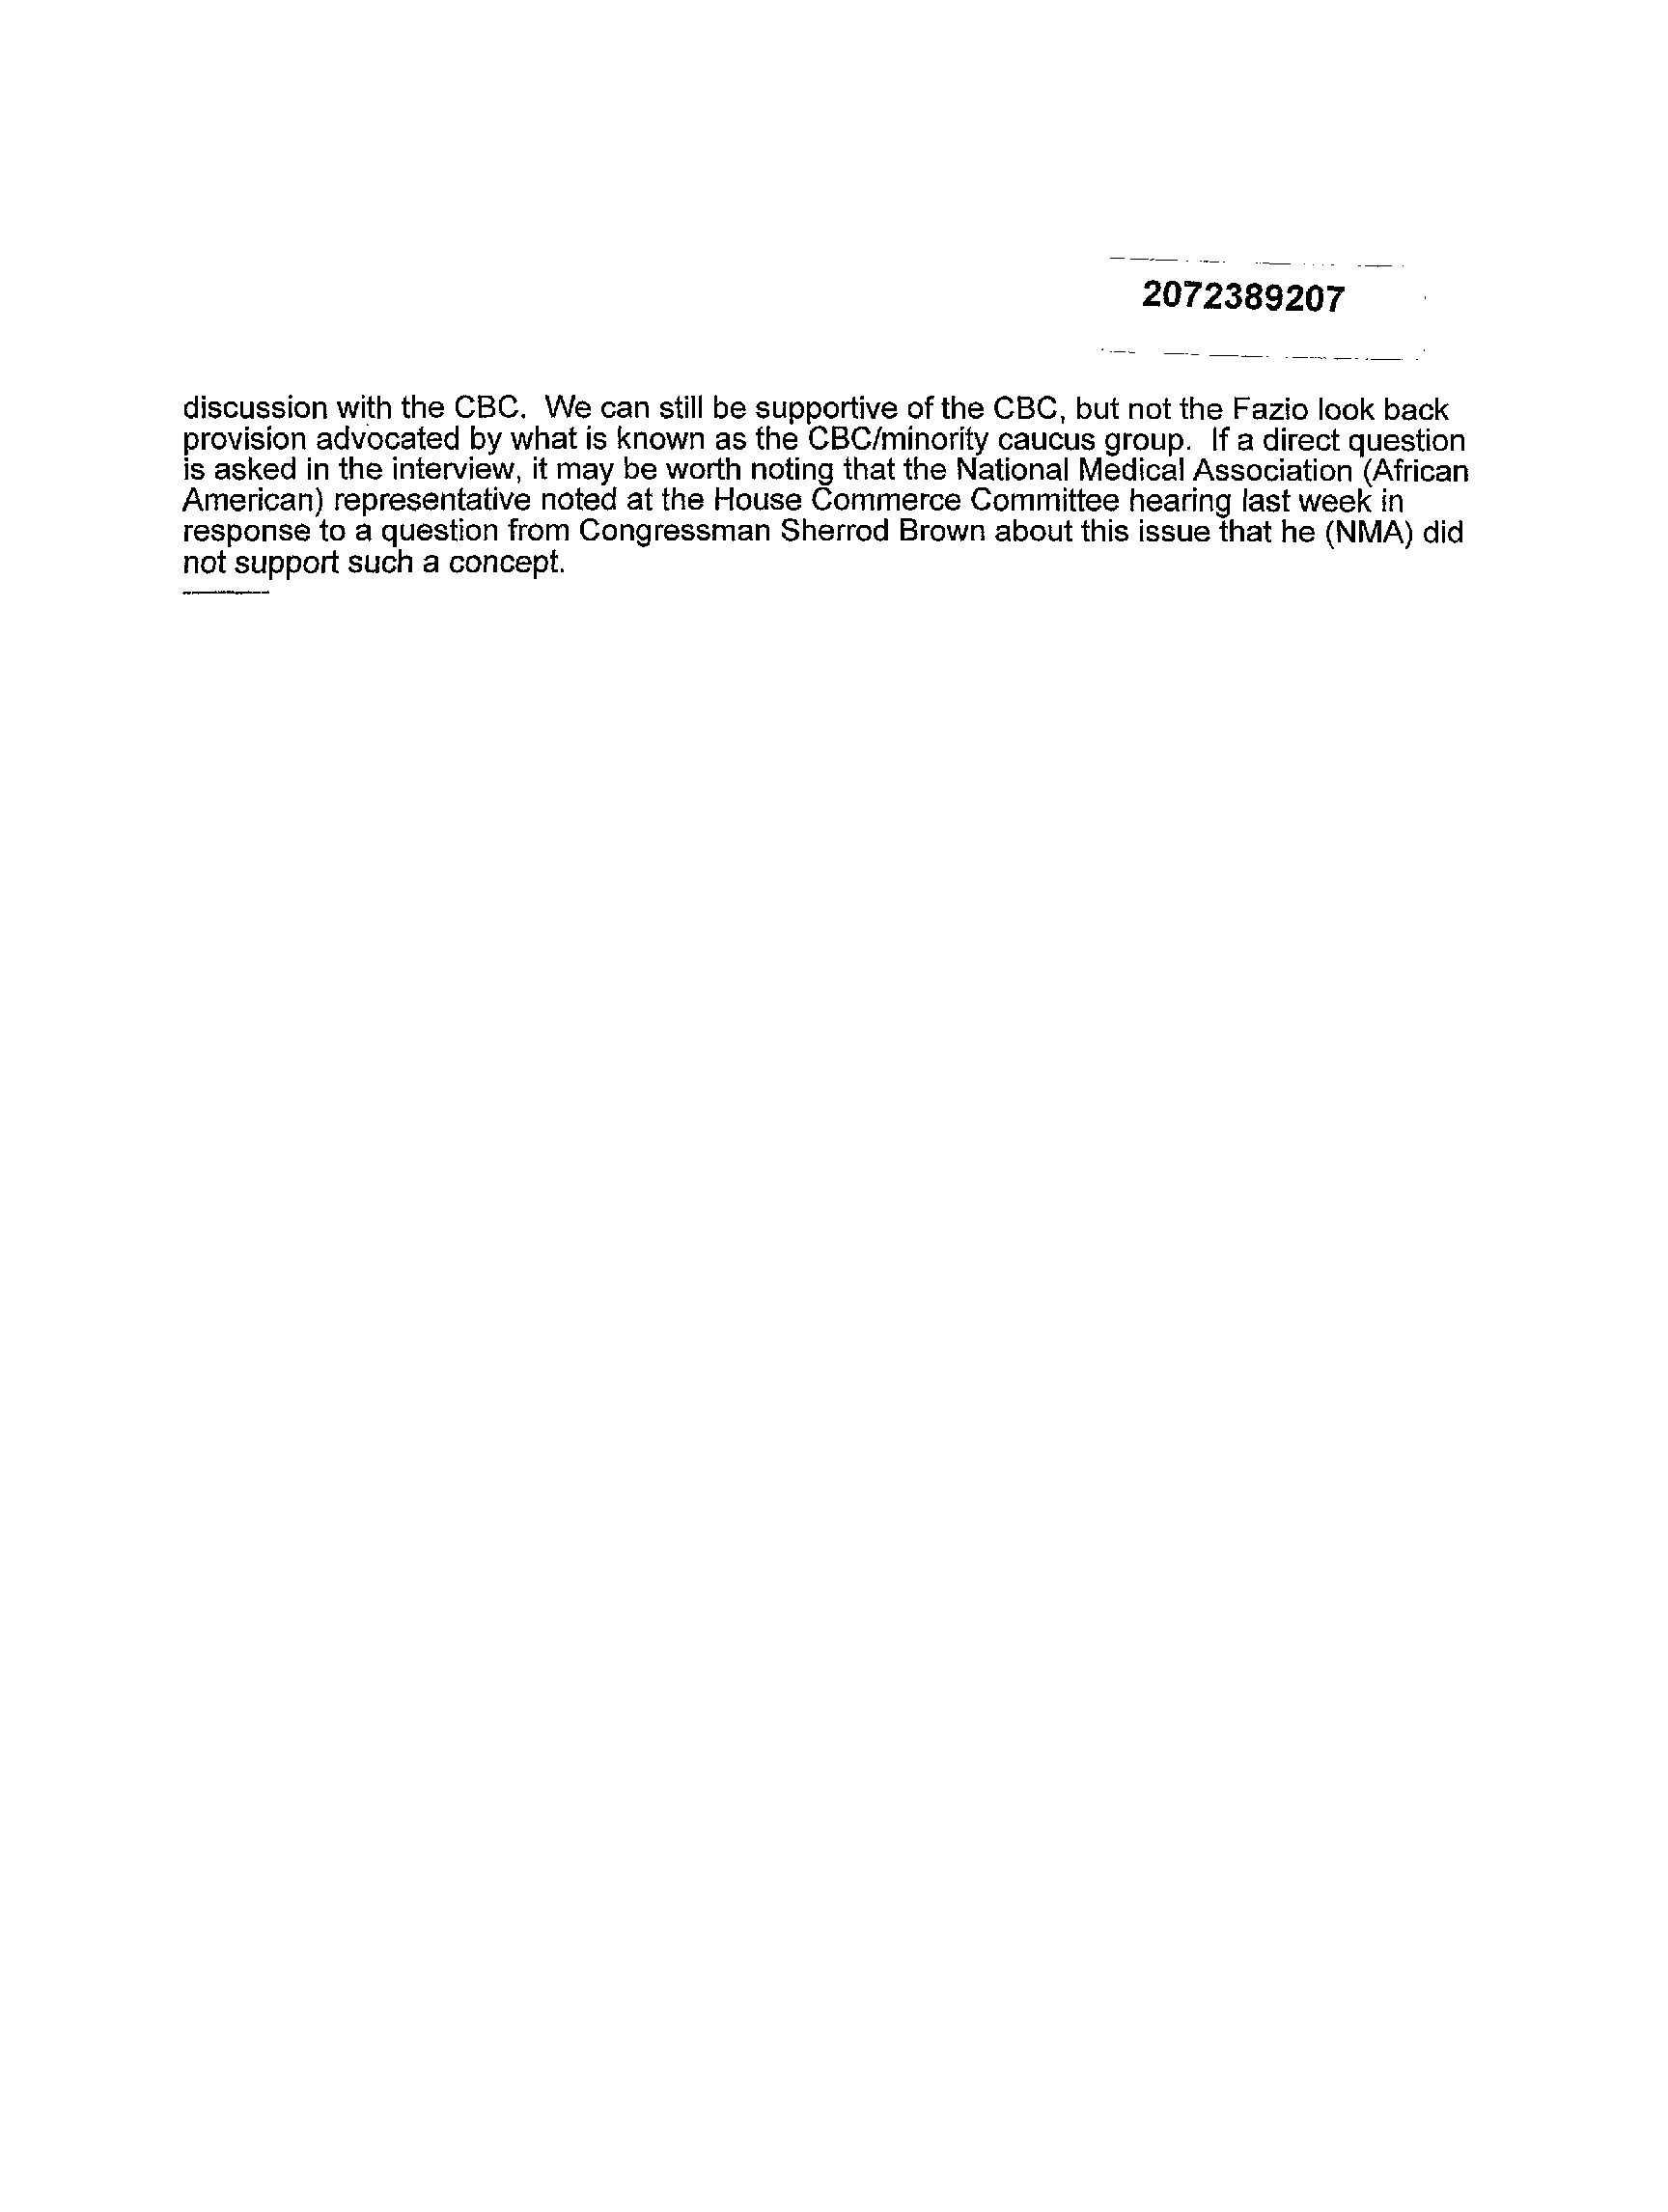 2072389207
discussion with the CBC. We can still be supportive of the CBC, but not the Fazio look back
provision advocated by what is known as the CBC/minority caucus group. If a direct question
is asked in the interview, it may be worth noting that the National Medical Association (African
American) representative noted at the House Commerce Committee hearing last week in
response to a question from Congressman Sherrod Brown about this issue that he (NMA) did
not support such a concept.